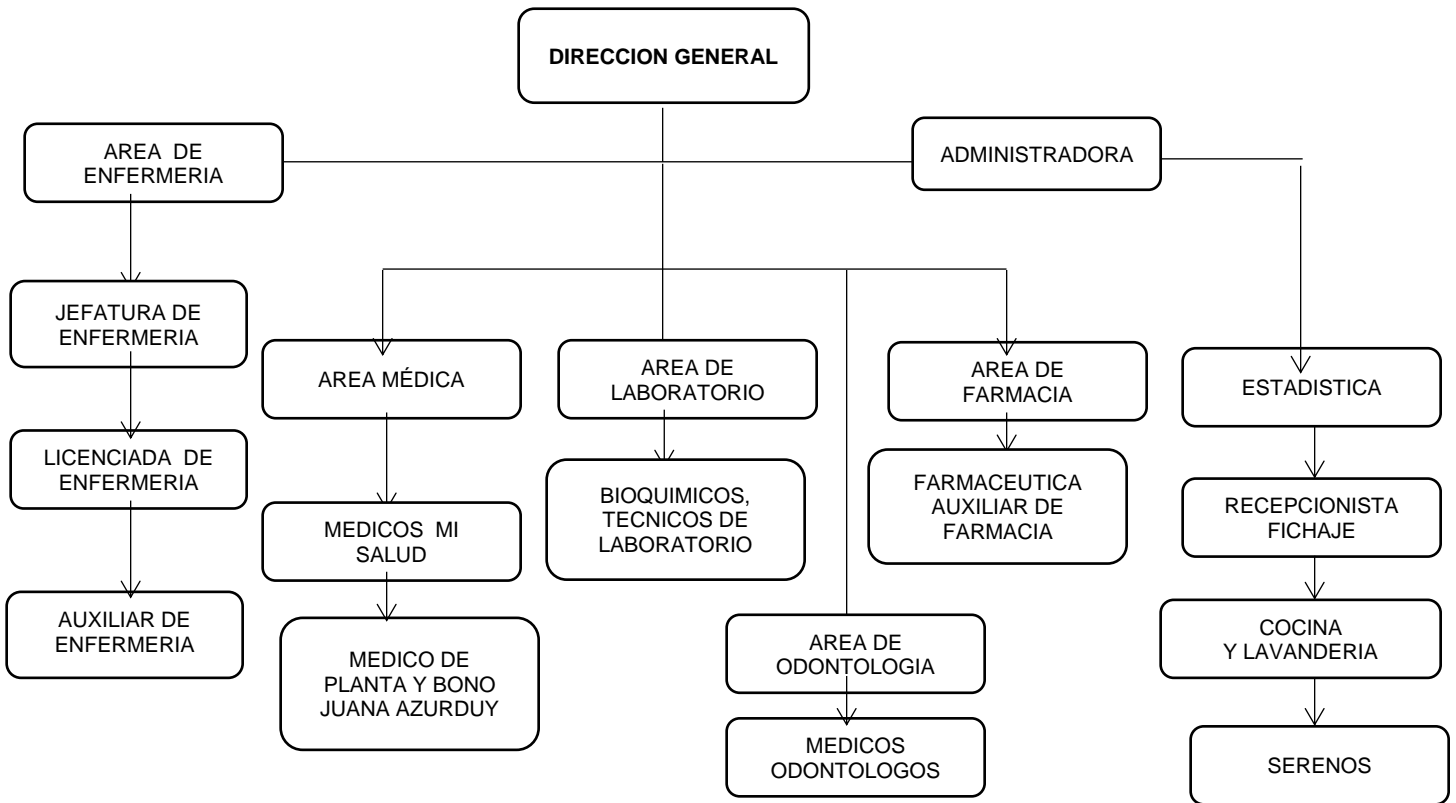 DIRECCION GENERAL
AREA DE
ENFERMERIA
ADMINISTRADORA
JEFATURA DE
ENFERMERIA
AREA MÉDICA
AREA DE
LABORATORIO
AREA DE
FARMACIA
ESTADISTICA
LICENCIADA DE
ENFERMERIA
BIOQUIMICOS,
TECNICOS DE
LABORATORIO
FARMACEUTICA
AUXILIAR DE
FARMACIA
RECEPCIONISTA
FICHAJE
MEDICOS MI
SALUD
AUXILIAR DE
ENFERMERIA
MEDICO DE
PLANTA Y BONO
JUANA AZURDUY
AREA DE
ODONTOLOGIA
COCINA
Y LAVANDERIA
MEDICOS
ODONTOLOGOS
SERENOS